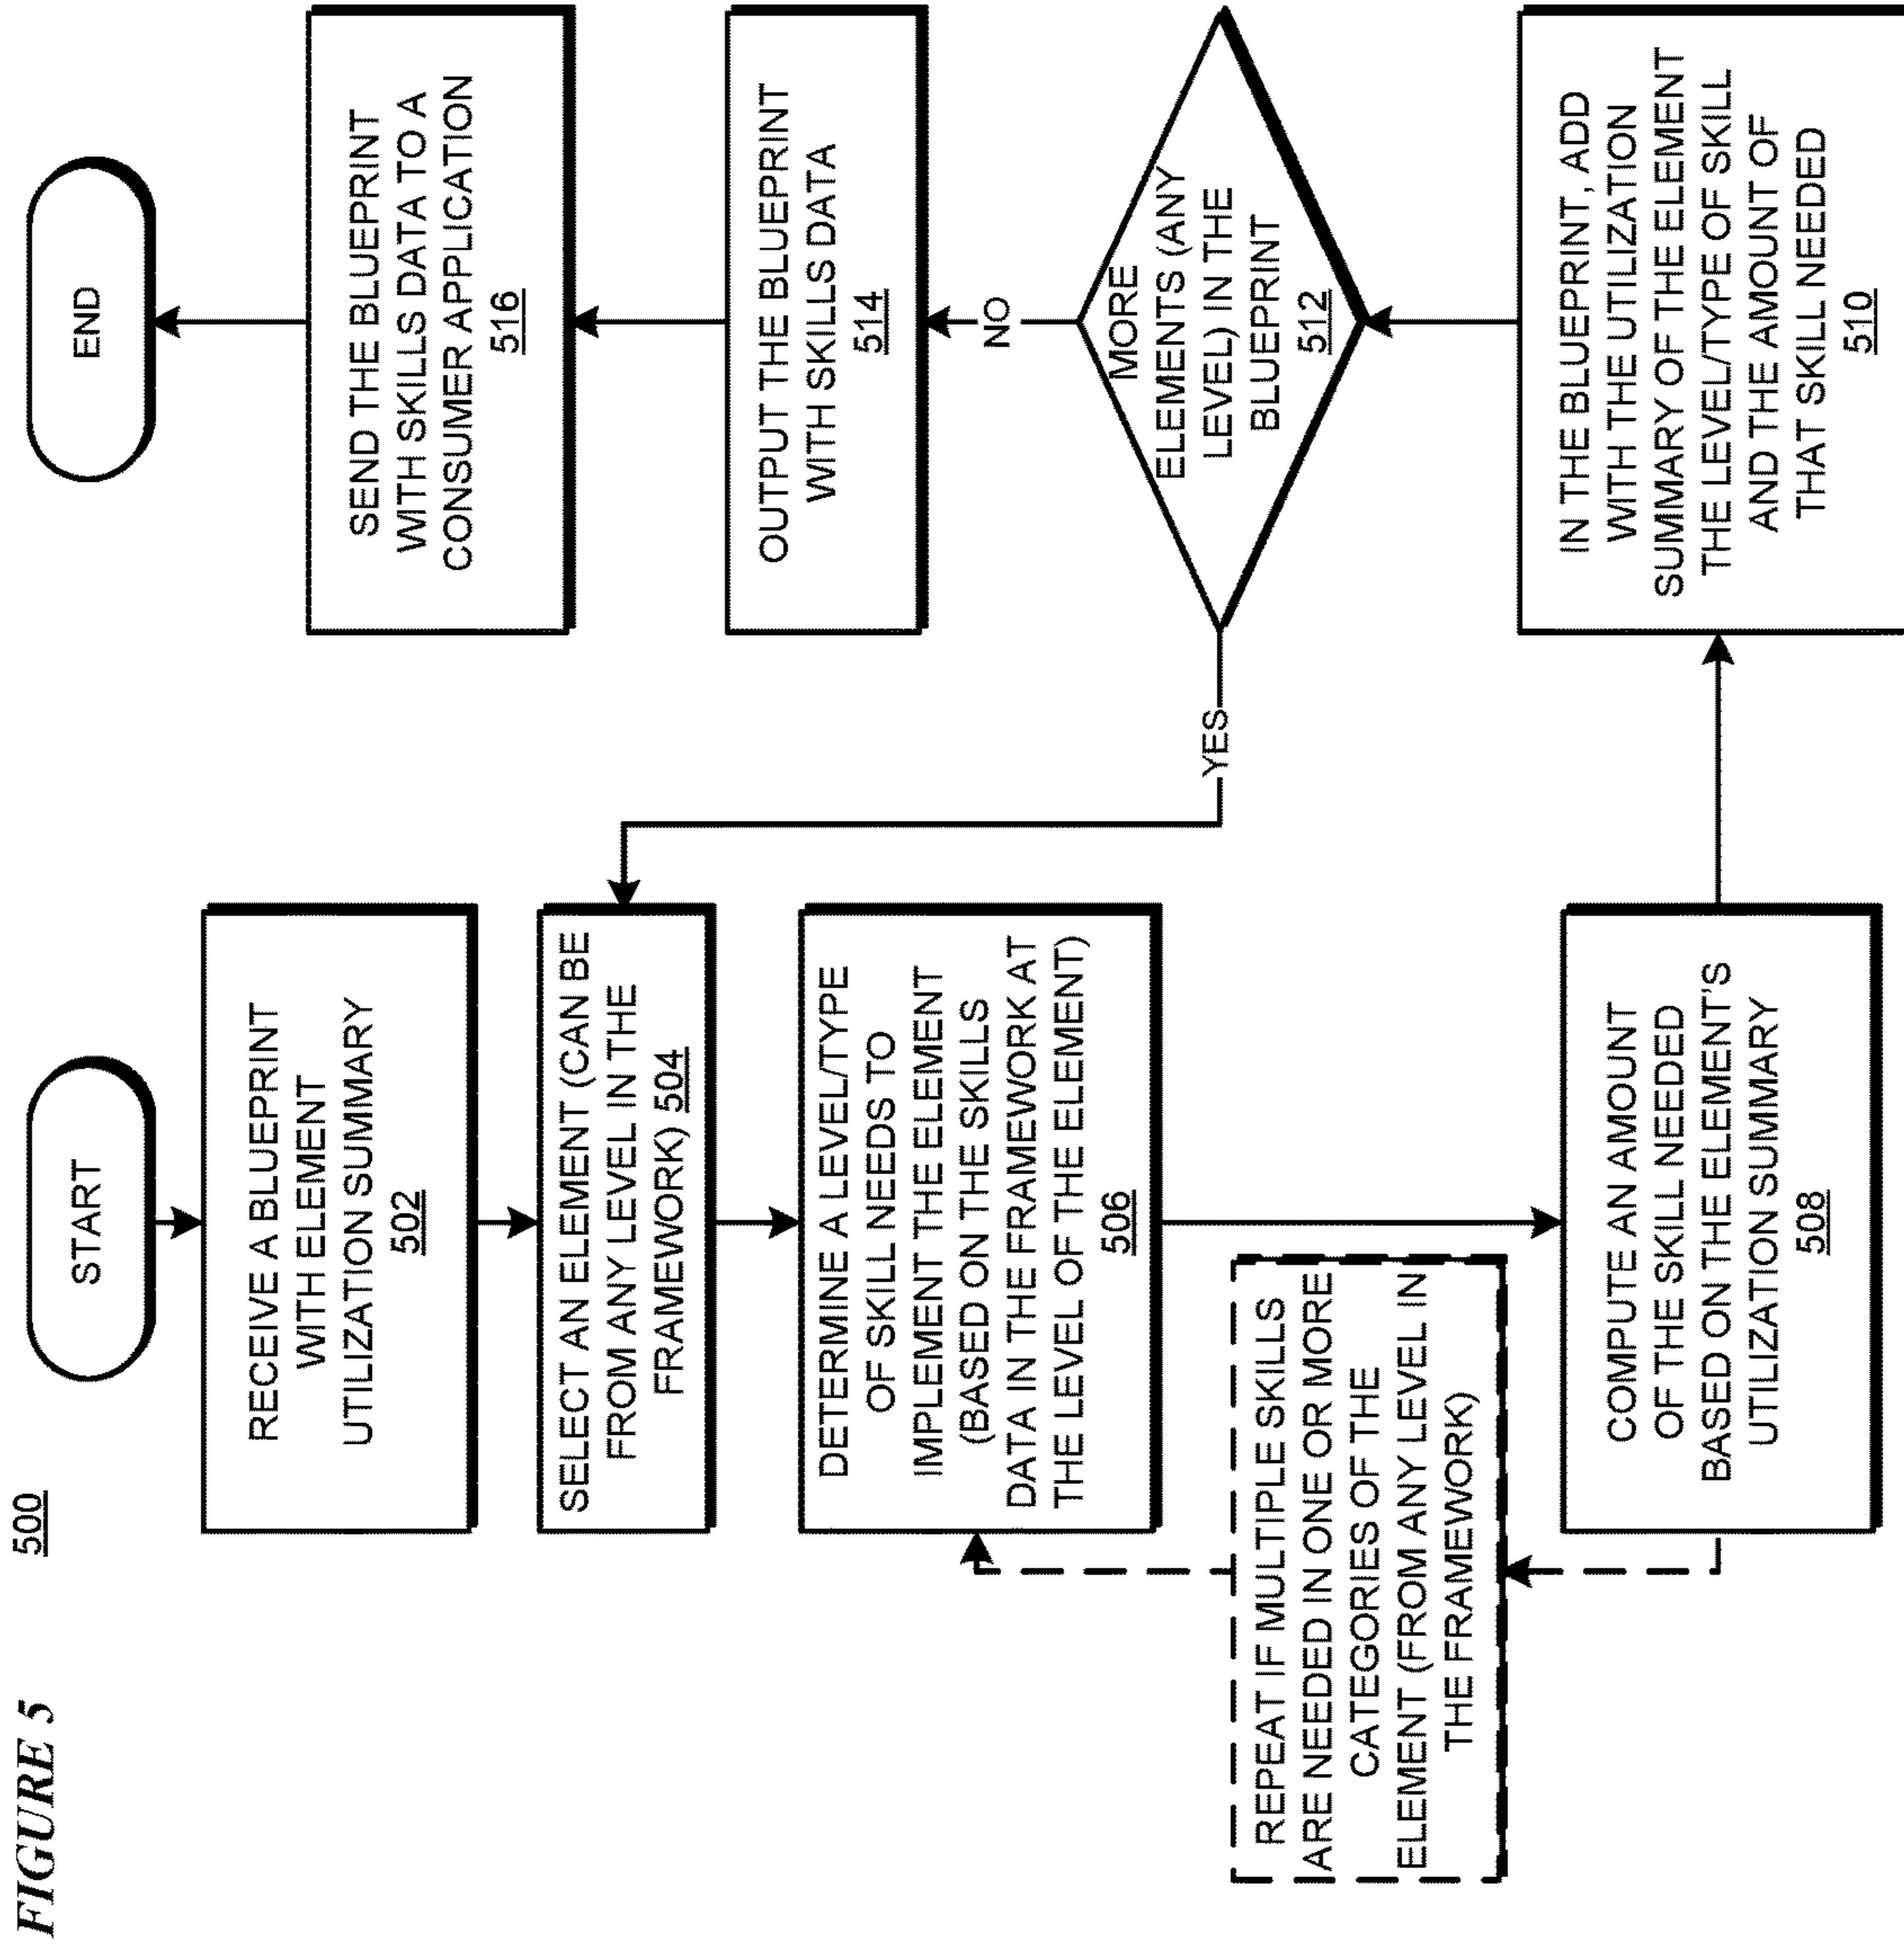 FIGURE 5
500
START
RECEIVE A BLUEPRINT
WITH ELEMENT
UTILIZATION SUMMARY
502
SELECT AN ELEMENT (CAN BE
FROM ANY LEVEL IN THE
FRAMEWORK) 504
DETERMINE A LEVEL/TYPE
OF SKILL NEEDS TO
IMPLEMENT THE ELEMENT
(BASED ON THE SKILLS
DATA IN THE FRAMEWORK AT
THE LEVEL OF THE ELEMENT)
506
REPEAT IF MULTIPLE SKILLS
ARE NEEDED IN ONE OR MORE
CATEGORIES OF THE
ELEMENT (FROM ANY LEVEL IN
THE FRAMEWORK)
COMPUTE AN AMOUNT
OF THE SKILL NEEDED
BASED ON THE ELEMENT'S
UTILIZATION SUMMARY
508
IN THE BLUEPRINT, ADD
WITH THE UTILIZATION
SUMMARY OF THE ELEMENT
THE LEVEL/TYPE OF SKILL
AND THE AMOUNT OF
THAT SKILL NEEDED
510
MORE
ELEMENTS (ANY
LEVEL) IN THE
BLUEPRINT
512
YES
NO
OUTPUT THE BLUEPRINT
WITH SKILLS DATA
514
SEND THE BLUEPRINT
WITH SKILLS DATA TO A
CONSUMER APPLICATION
516
END